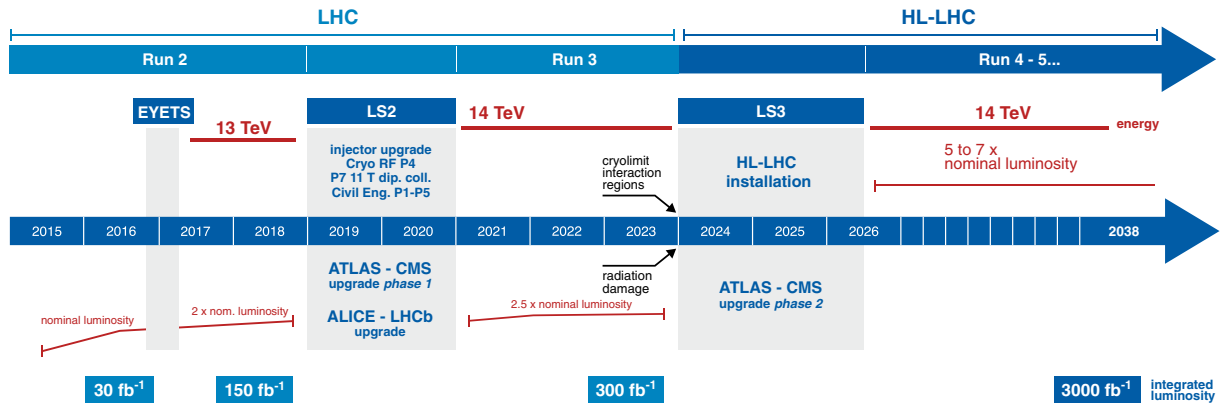 LHC
HL-LHC
Run 2
Run 3
Run 4 - 5...
EYETS
13 TeV
LS2
14 TeV
LS3
14 TeV
energy
injector upgrade
Cryo RF P4
P7 11 T dip. coll.
Civil Eng. P1-P5
cryolimit
interaction
regions
HL-LHC
installation
5 to 7 x
nominal luminosity
2015 2016 2017 2018 2019 2020 2021 2022 2023 2024 2025 2026 2038
ATLAS - CMS
upgrade phase 1
ALICE - LHCb
upgrade
radiation
damage
ATLAS - CMS
upgrade phase 2
nominal luminosity
2 x nom. luminosity
2.5 x nominal luminosity
30 fb-1
150 fb-1
300 fb-1
3000 fb-1
integrated
luminosity